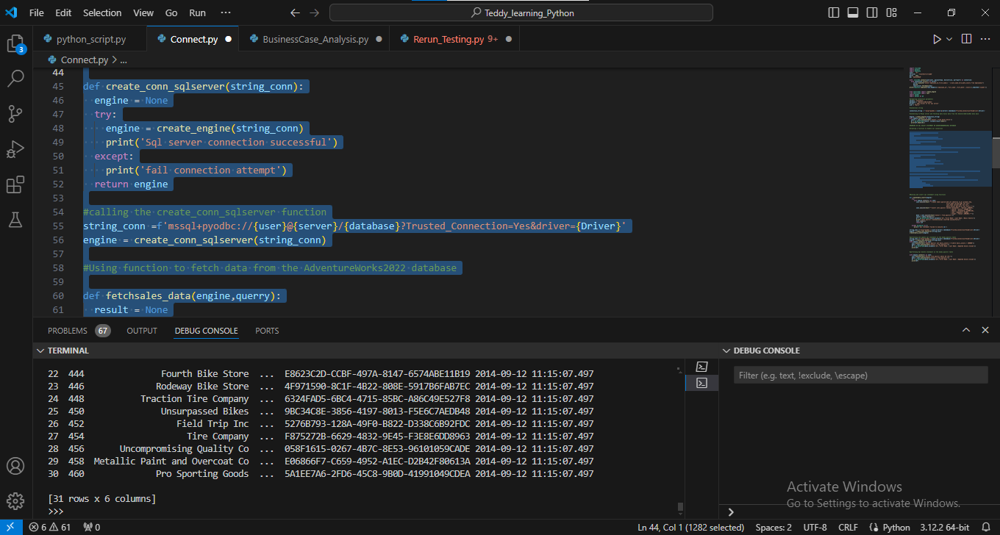 File Edit Selection View Go Run ··· Teddy_learning_Python
python_script.py Connect.py BusinessCase_Analysis.py Rerun_Testing.py 9+
3
Connect.py > ...
44
45 def create_conn_sqlserver(string_conn):
46 engine = None
47 try:
48 engine = create_engine(string_conn)
49 print('Sql server connection successful')
50 except:
51 print('fail connection attempt')
52 return engine
53
54 #calling the create_conn_sqlserver function
55 string_conn =f'mssql+pyodbc://{user}@{server}/{database}?Trusted_Connection=Yes&driver={Driver}'
56 engine = create_conn_sqlserver(string_conn)
57
58 #Using function to fetch data from the AdventureWorks2022 database
59
60 def fetchsales_data(engine,querry):
61 result = None
PROBLEMS 67 OUTPUT DEBUG CONSOLE PORTS
TERMINAL
22 444 Fourth Bike Store ... E8623C2D-CCBF-497A-8147-6574ABE11B19 2014-09-12 11:15:07.497
23 446 Rodeway Bike Store ... 4F971590-8C1F-4B22-808E-5917B6FAB7EC 2014-09-12 11:15:07.497
24 448 Traction Tire Company ... 6324FAD5-6BC4-4715-85BC-A86C49E527F8 2014-09-12 11:15:07.497
25 450 Unsurpassed Bikes ... 9BC34C8E-3856-4197-8013-F5E6C7AEDB48 2014-09-12 11:15:07.497
26 452 Field Trip Inc ... 5276B793-128A-49F0-B822-D338C6B92FDC 2014-09-12 11:15:07.497
27 454 Tire Company ... F875272B-6629-4832-9E45-F3E8E6DD8963 2014-09-12 11:15:07.497
28 456 Uncompromising Quality Co ... 058F1615-0267-4B7C-8E53-96101059CADE 2014-09-12 11:15:07.497
29 458 Metallic Paint and Overcoat Co ... E06866F7-C659-4952-A1EC-D2B42F80613A 2014-09-12 11:15:07.497
30 460 Pro Sporting Goods ... 5A1EE7A6-2FD6-45C8-9B0D-41991049CDEA 2014-09-12 11:15:07.497
[31 rows x 6 columns]
>>>
DEBUG CONSOLE
Filter (e.g. text, !exclude, \escape)
Activate Windows
Go to Settings to activate Windows.
6 61 0 Ln 44, Col 1 (1282 selected) Spaces: 2 UTF-8 CRLF Python 3.12.2 64-bit